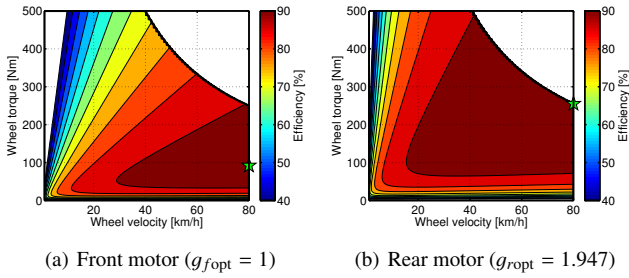 500
400
300
200
100
0
Wheel torque [Nm]
20 40 60 80
Wheel velocity [km/h]
90
80
70
60
50
40
Efficiency [%]
(a) Front motor (g_fopt = 1)
500
400
300
200
100
0
Wheel torque [Nm]
20 40 60 80
Wheel velocity [km/h]
90
80
70
60
50
40
Efficiency [%]
(b) Rear motor (g_ropt = 1.947)